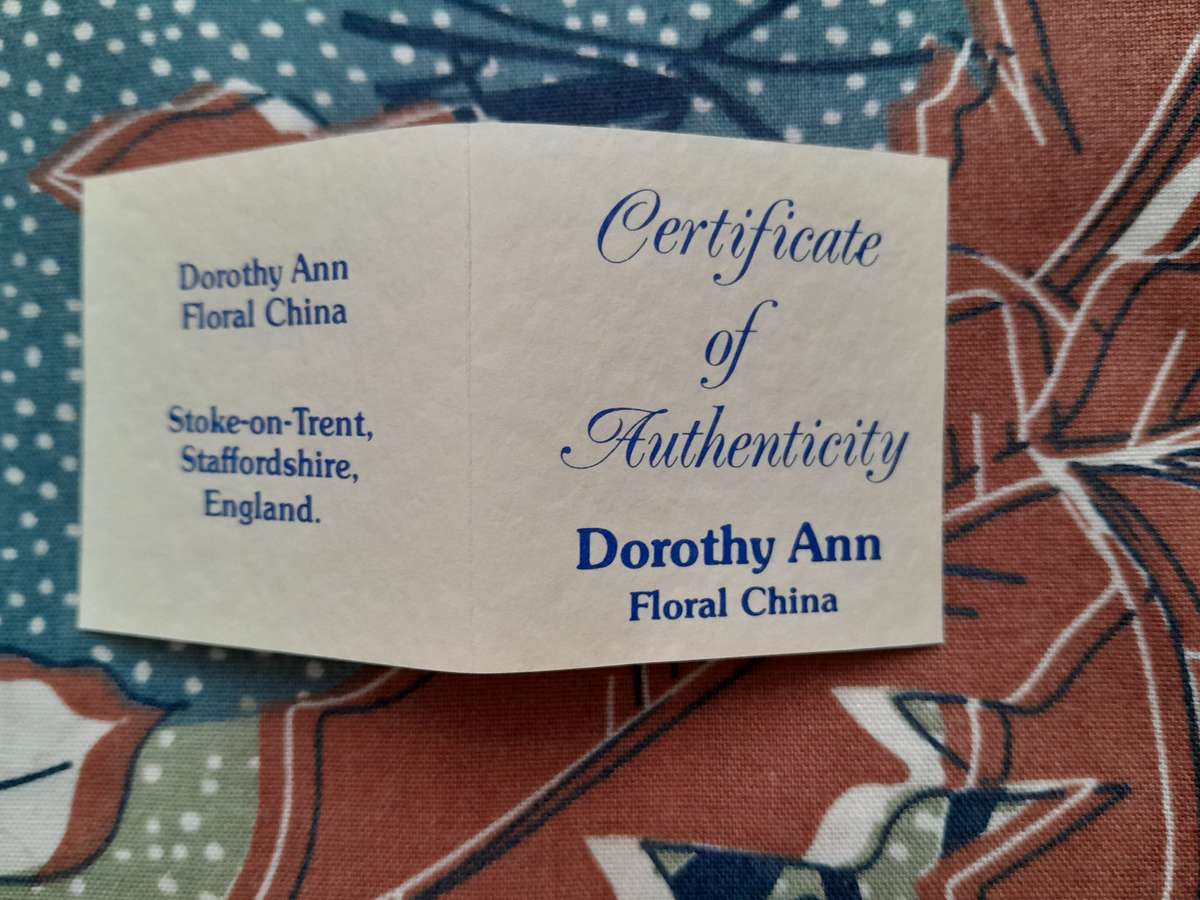 Dorothy Ann
Floral China
Stoke-on-Trent,
Staffordshire,
England.
Certificate
of
Authenticity
Dorothy Ann
Floral China